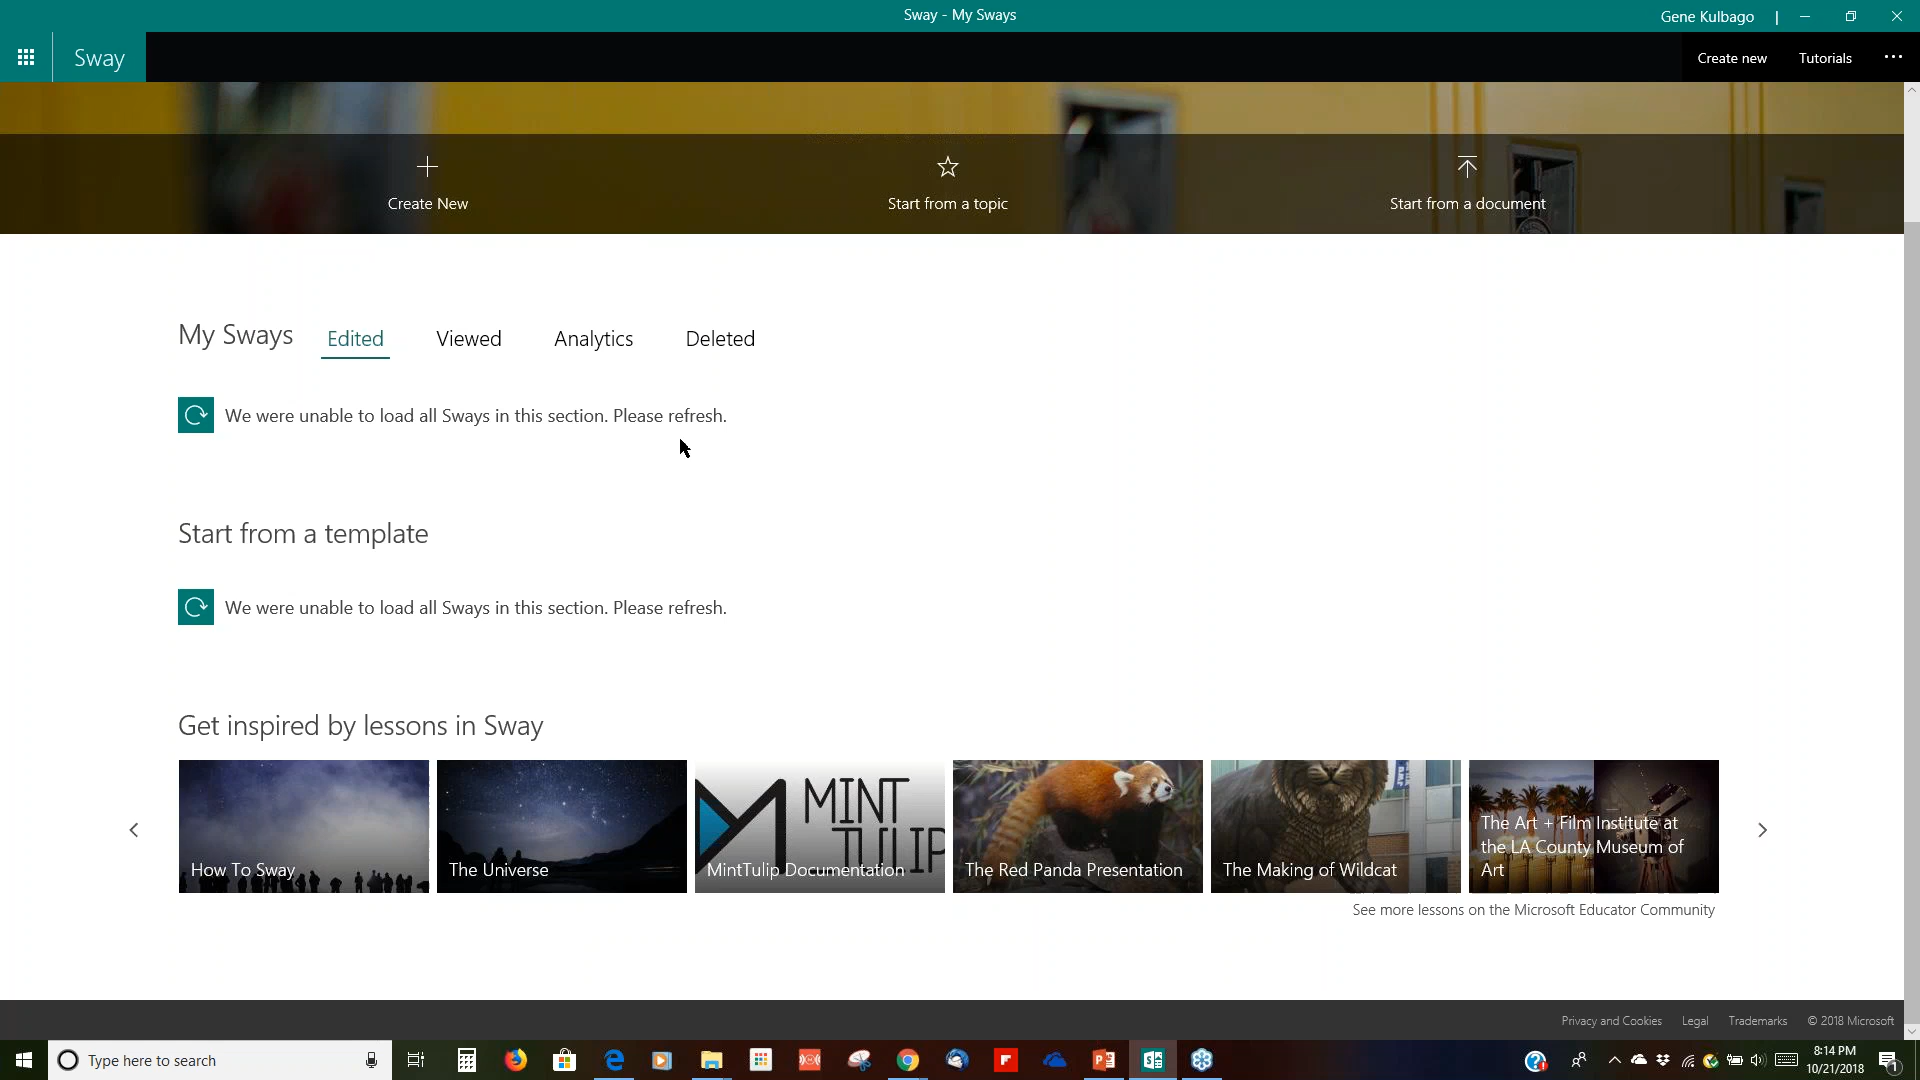 Sway - My Sways
Gene Kulbago
Sway
Create new
Tutorials
Create New
Start from a topic
Start from a document
My Sways
Edited
Viewed
Analytics
Deleted
We were unable to load all Sways in this section. Please refresh.
Start from a template
We were unable to load all Sways in this section. Please refresh.
Get inspired by lessons in Sway
How To Sway
The Universe
MINT
TULIP
MintTulip Documentation
The Red Panda Presentation
The Making of Wildcat
The Art + Film Institute at
the LA County Museum of
Art
See more lessons on the Microsoft Educator Community
Privacy and Cookies
Legal
Trademarks
© 2018 Microsoft
Type here to search
8:14 PM
10/21/2018
1